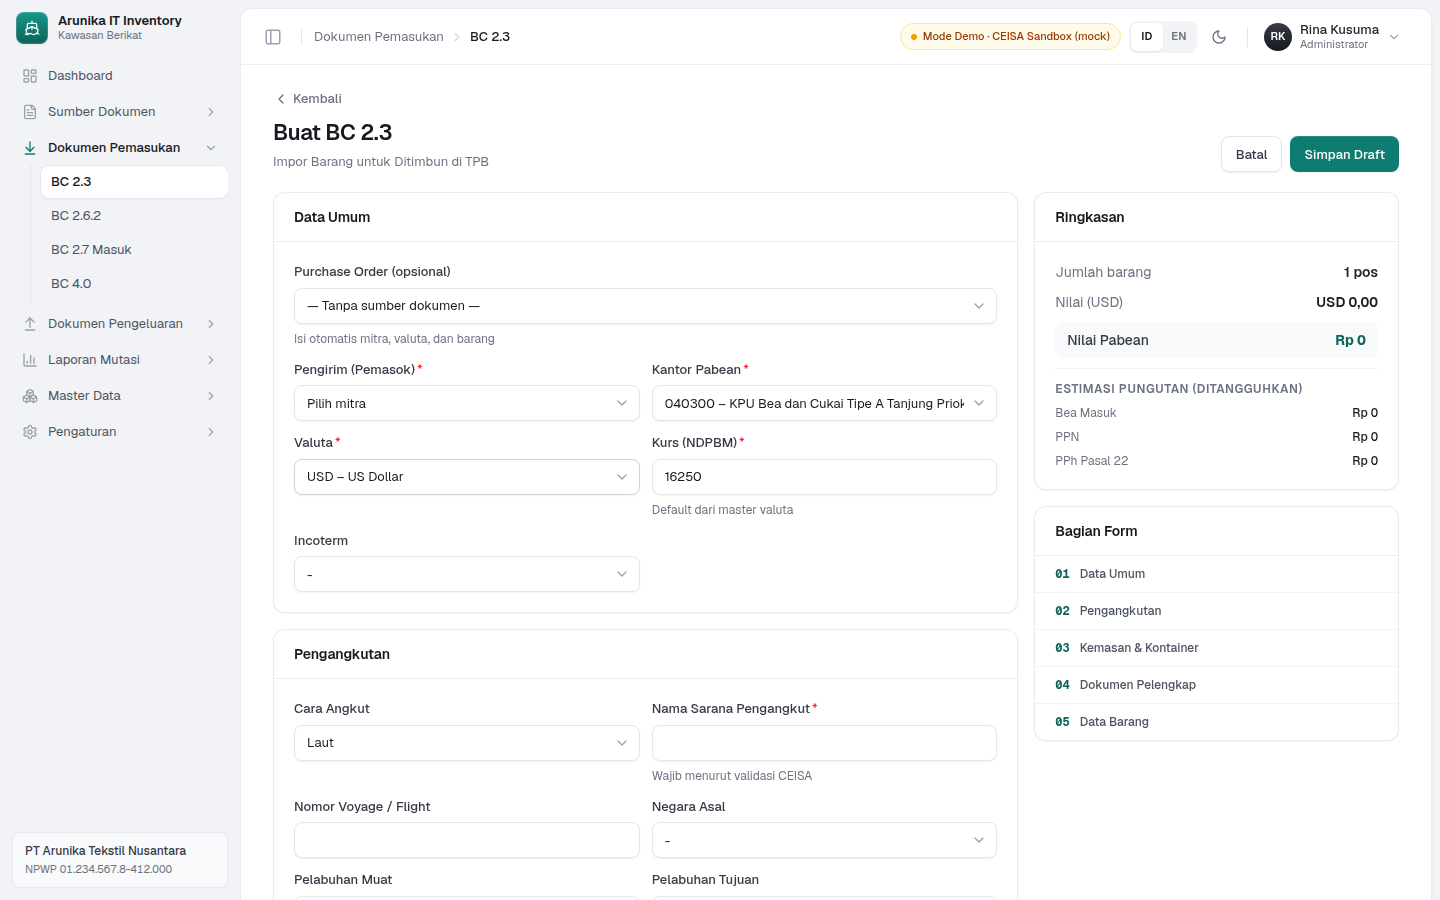 Arunika IT Inventory
Kawasan Berikat
Dashboard
Sumber Dokumen
Dokumen Pemasukan
BC 2.3
BC 2.6.2
BC 2.7 Masuk
BC 4.0
Dokumen Pengeluaran
Laporan Mutasi
Master Data
Pengaturan
PT Arunika Tekstil Nusantara
NPWP 01.234.567.8-412.000
Dokumen Pemasukan
BC 2.3
Mode Demo · CEISA Sandbox (mock)
ID
EN
RK
Rina Kusuma
Administrator
Kembali
Buat BC 2.3
Impor Barang untuk Ditimbun di TPB
Batal
Simpan Draft
Data Umum
Purchase Order (opsional)
— Tanpa sumber dokumen —
Isi otomatis mitra, valuta, dan barang
Pengirim (Pemasok)*
Kantor Pabean*
Pilih mitra
040300 – KPU Bea dan Cukai Tipe A Tanjung Priok
Valuta*
Kurs (NDPBM)*
USD – US Dollar
16250
Default dari master valuta
Incoterm
-
Pengangkutan
Cara Angkut
Nama Sarana Pengangkut*
Laut
Wajib menurut validasi CEISA
Nomor Voyage / Flight
Negara Asal
-
Pelabuhan Muat
Pelabuhan Tujuan
Ringkasan
Jumlah barang 1 pos
Nilai (USD) USD 0,00
Nilai Pabean Rp 0
ESTIMASI PUNGUTAN (DITANGGUHKAN)
Bea Masuk Rp 0
PPN Rp 0
PPh Pasal 22 Rp 0
Bagian Form
01 Data Umum
02 Pengangkutan
03 Kemasan & Kontainer
04 Dokumen Pelengkap
05 Data Barang